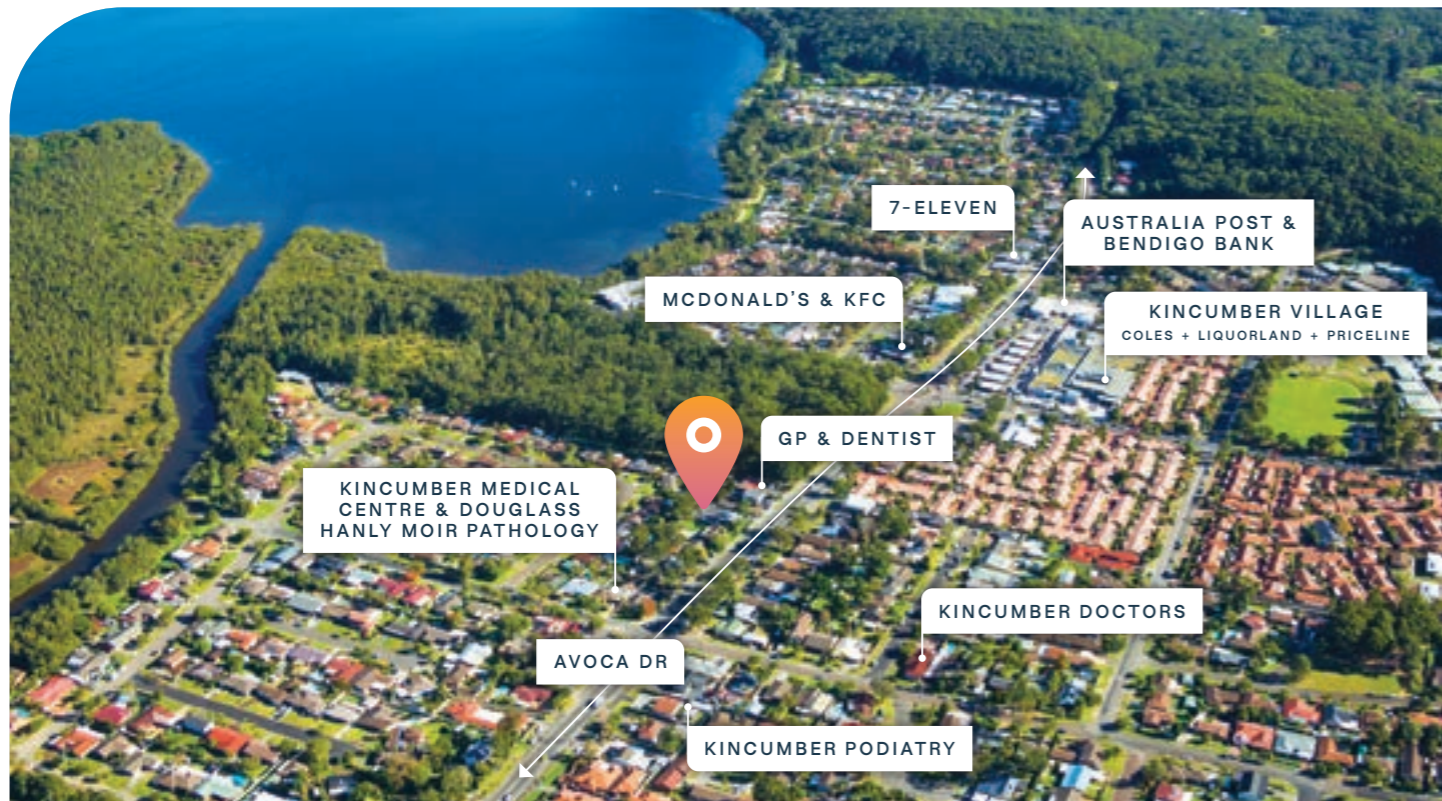 7-ELEVEN
AUSTRALIA POST &
BENDIGO BANK
MCDONALD'S & KFC
KINCUMBER VILLAGE
COLES + LIQUORLAND + PRICELINE
GP & DENTIST
KINCUMBER MEDICAL
CENTRE & DOUGLASS
HANLY MOIR PATHOLOGY
KINCUMBER DOCTORS
AVOCA DR
KINCUMBER PODIATRY